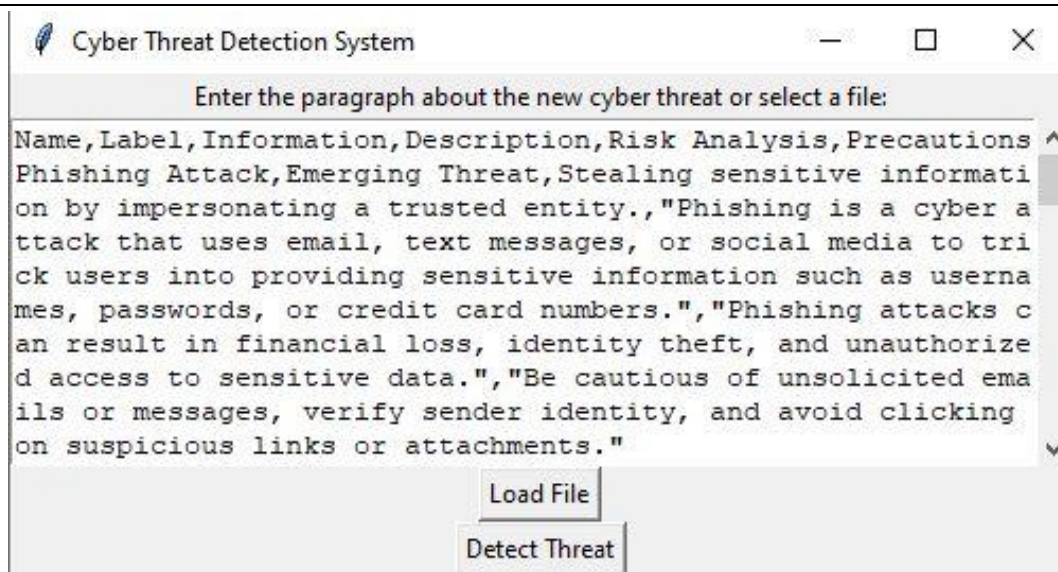 Cyber Threat Detection System
Enter the paragraph about the new cyber threat or select a file:
Name,Label,Information,Description,Risk Analysis,Precautions
Phishing Attack,Emerging Threat,Stealing sensitive informati
on by impersonating a trusted entity.,"Phishing is a cyber a
ttack that uses email, text messages, or social media to tri
ck users into providing sensitive information such as userna
mes, passwords, or credit card numbers.","Phishing attacks c
an result in financial loss, identity theft, and unauthorize
d access to sensitive data.","Be cautious of unsolicited ema
ils or messages, verify sender identity, and avoid clicking
on suspicious links or attachments."
Load File
Detect Threat